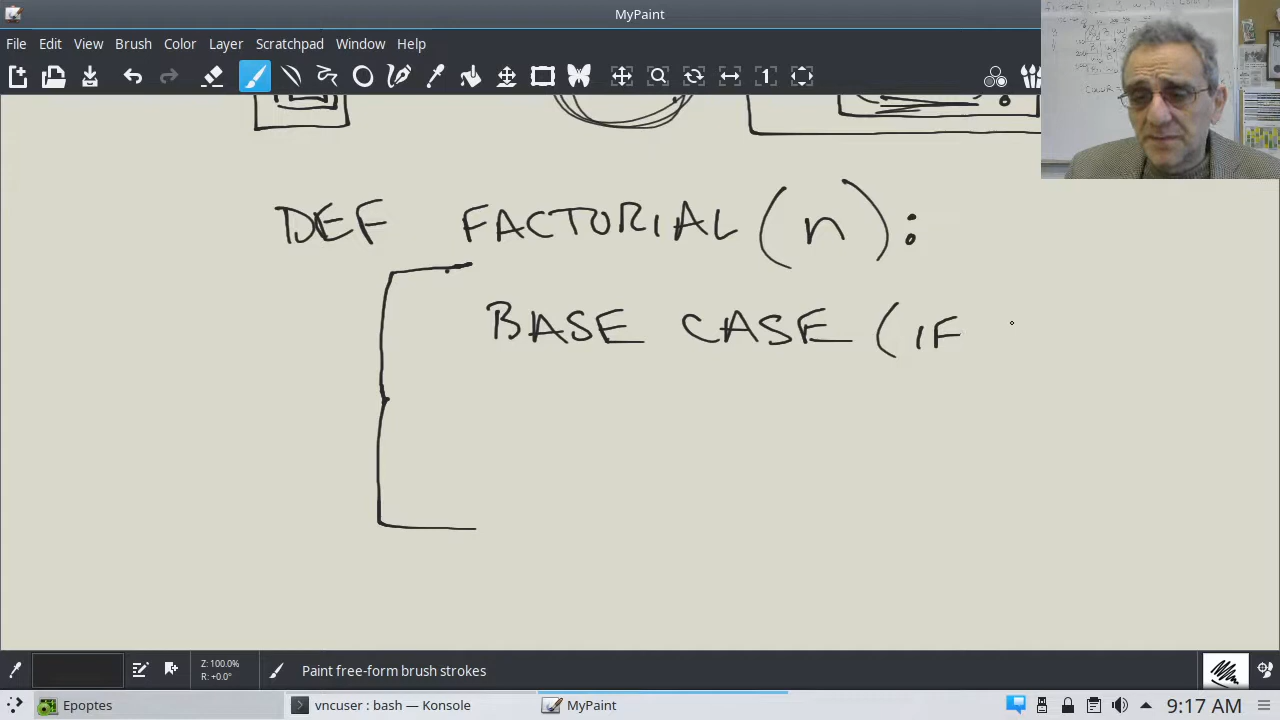 MyPaint
File Edit View Brush Color Layer Scratchpad Window Help
1
DEF FACTORIAL (n):
BASE CASE (IF
Z: 100.0%
R: +0.0°
Paint free-form brush strokes
Epoptes
vncuser : bash — Konsole
MyPaint
9:17 AM